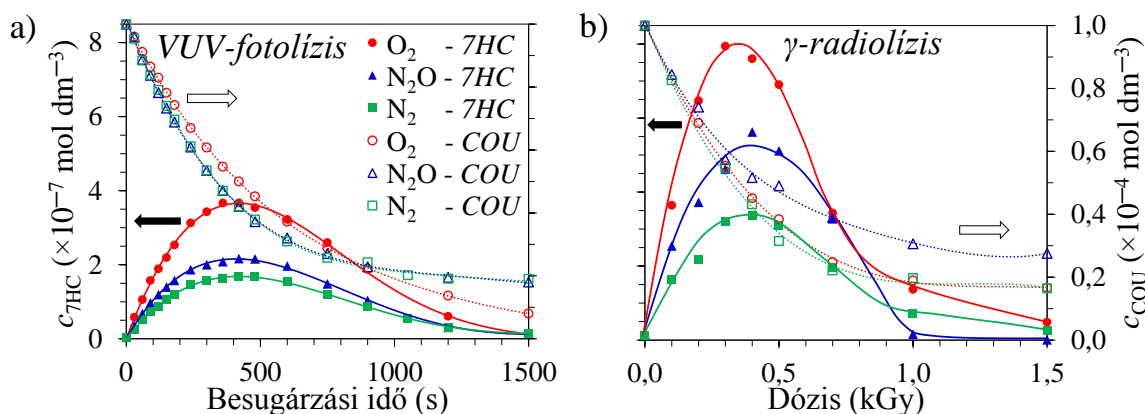 a)
VUV-fotolízis
c7HC (×10−7 mol dm−3)
8
6
4
2
0
0
500
1000
1500
Besugárzási idő (s)
O2 - 7HC
N2O - 7HC
N2 - 7HC
O2 - COU
N2O - COU
N2 - COU
b)
γ-radiolízis
0,0
0,5
1,0
1,5
Dózis (kGy)
1,0
0,8
0,6
0,4
0,2
0,0
cCOU (×10−4 mol dm−3)